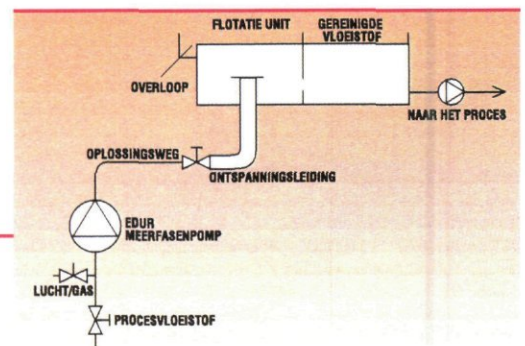 FLOTATIE UNIT
GEREINIGDE
VLOEISTOF
OVERLOOP
NAAR HET PROCES
OPLOSSINGSWEG
ONTSPANNINGSLEIDING
EDUR
MEERFASENPOMP
LUCHT/GAS
PROCESVLOEISTOF